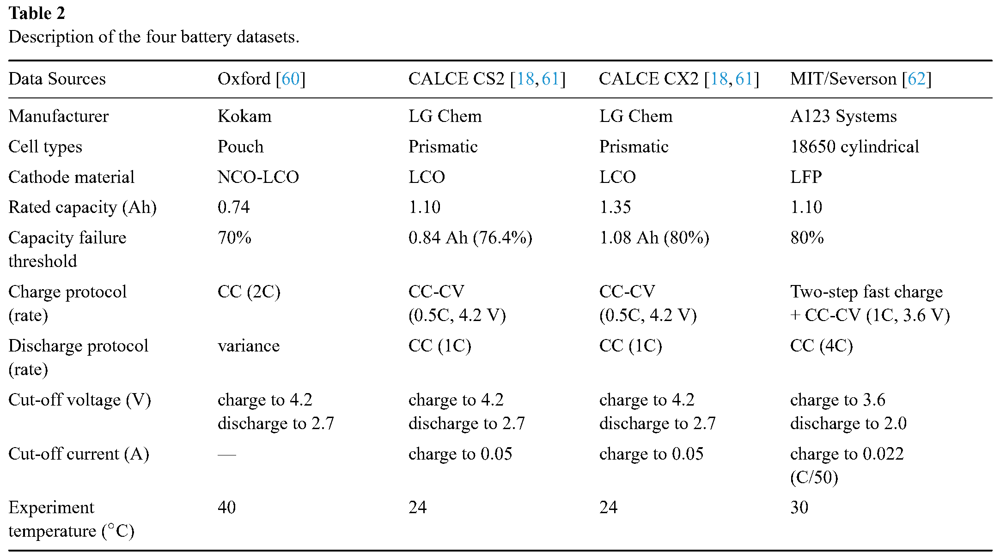 Table 2
Description of the four battery datasets.
Data Sources Oxford [60] CALCE CS2 [18, 61] CALCE CX2 [18, 61] MIT/Severson [62]
Manufacturer Kokam LG Chem LG Chem A123 Systems
Cell types Pouch Prismatic Prismatic 18650 cylindrical
Cathode material NCO-LCO LCO LCO LFP
Rated capacity (Ah) 0.74 1.10 1.35 1.10
Capacity failure 70% 0.84 Ah (76.4%) 1.08 Ah (80%) 80%
threshold
Charge protocol CC (2C) CC-CV CC-CV Two-step fast charge
(rate) (0.5C, 4.2 V) (0.5C, 4.2 V) + CC-CV (1C, 3.6 V)
Discharge protocol variance CC (1C) CC (1C) CC (4C)
(rate)
Cut-off voltage (V) charge to 4.2 charge to 4.2 charge to 4.2 charge to 3.6
discharge to 2.7 discharge to 2.7 discharge to 2.7 discharge to 2.0
Cut-off current (A) — charge to 0.05 charge to 0.05 charge to 0.022
(C/50)
Experiment 40 24 24 30
temperature (°C)